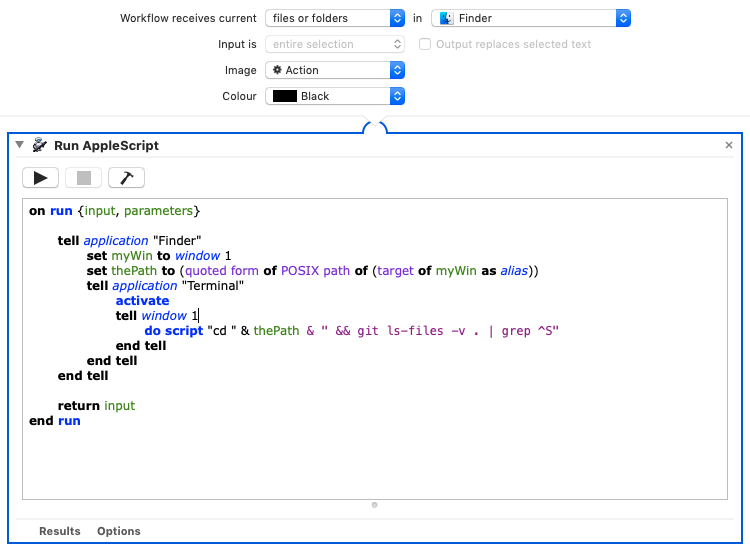 Workflow receives current files or folders in Finder
Input is entire selection Output replaces selected text
Image Action
Colour Black
Run AppleScript
on run {input, parameters}
tell application "Finder"
set myWin to window 1
set thePath to (quoted form of POSIX path of (target of myWin as alias))
tell application "Terminal"
activate
tell window 1
do script "cd " & thePath & " && git ls-files -v . | grep ^S"
end tell
end tell
end tell
return input
end run
Results Options